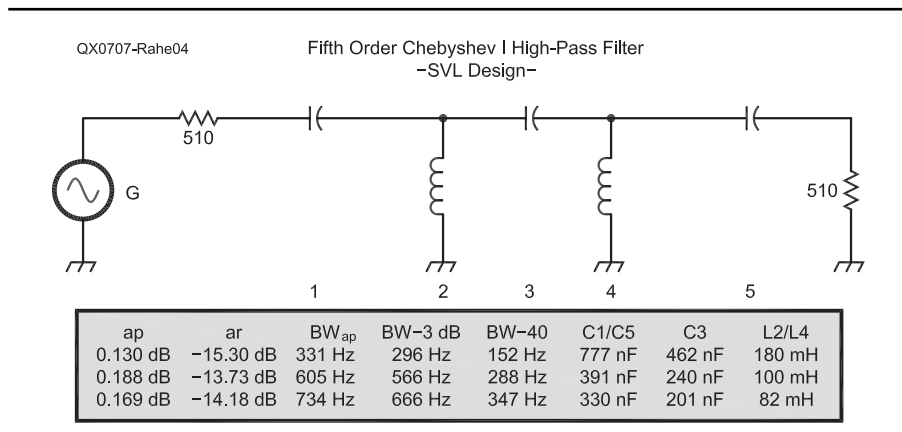 QX0707-Rahe04
Fifth Order Chebyshev I High-Pass Filter
−SVL Design−
510
G
510
1 2 3 4 5
ap ar BWap BW−3 dB BW−40 C1/C5 C3 L2/L4
0.130 dB −15.30 dB 331 Hz 296 Hz 152 Hz 777 nF 462 nF 180 mH
0.188 dB −13.73 dB 605 Hz 566 Hz 288 Hz 391 nF 240 nF 100 mH
0.169 dB −14.18 dB 734 Hz 666 Hz 347 Hz 330 nF 201 nF 82 mH